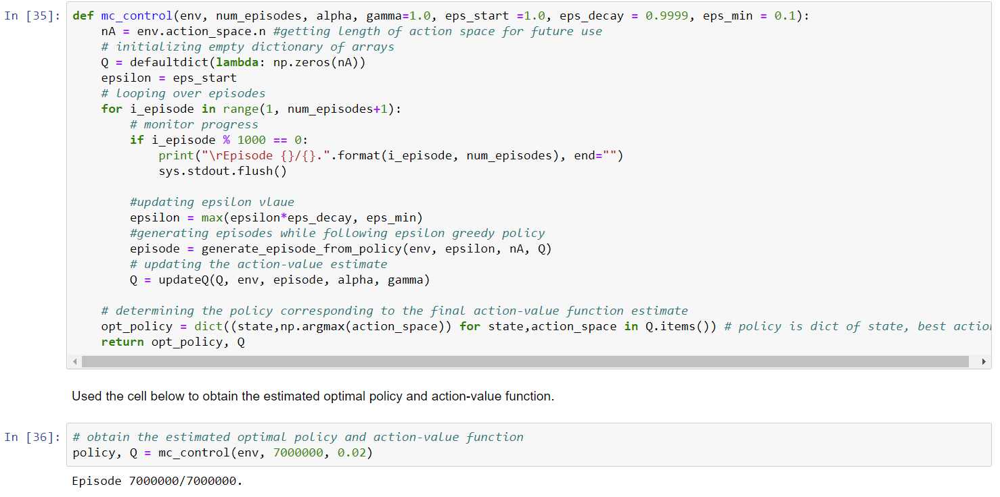 In [35]: def mc_control(env, num_episodes, alpha, gamma=1.0, eps_start =1.0, eps_decay = 0.9999, eps_min = 0.1):
nA = env.action_space.n #getting length of action space for future use
# initializing empty dictionary of arrays
Q = defaultdict(lambda: np.zeros(nA))
epsilon = eps_start
# looping over episodes
for i_episode in range(1, num_episodes+1):
# monitor progress
if i_episode % 1000 == 0:
print("\rEpisode {}/{}.".format(i_episode, num_episodes), end="")
sys.stdout.flush()
#updating epsilon vlaue
epsilon = max(epsilon*eps_decay, eps_min)
#generating episodes while following epsilon greedy policy
episode = generate_episode_from_policy(env, epsilon, nA, Q)
# updating the action-value estimate
Q = updateQ(Q, env, episode, alpha, gamma)
# determining the policy corresponding to the final action-value function estimate
opt_policy = dict((state,np.argmax(action_space)) for state,action_space in Q.items()) # policy is dict of state, best
return opt_policy, Q
Used the cell below to obtain the estimated optimal policy and action-value function.
In [36]: # obtain the estimated optimal policy and action-value function
policy, Q = mc_control(env, 7000000, 0.02)
Episode 7000000/7000000.